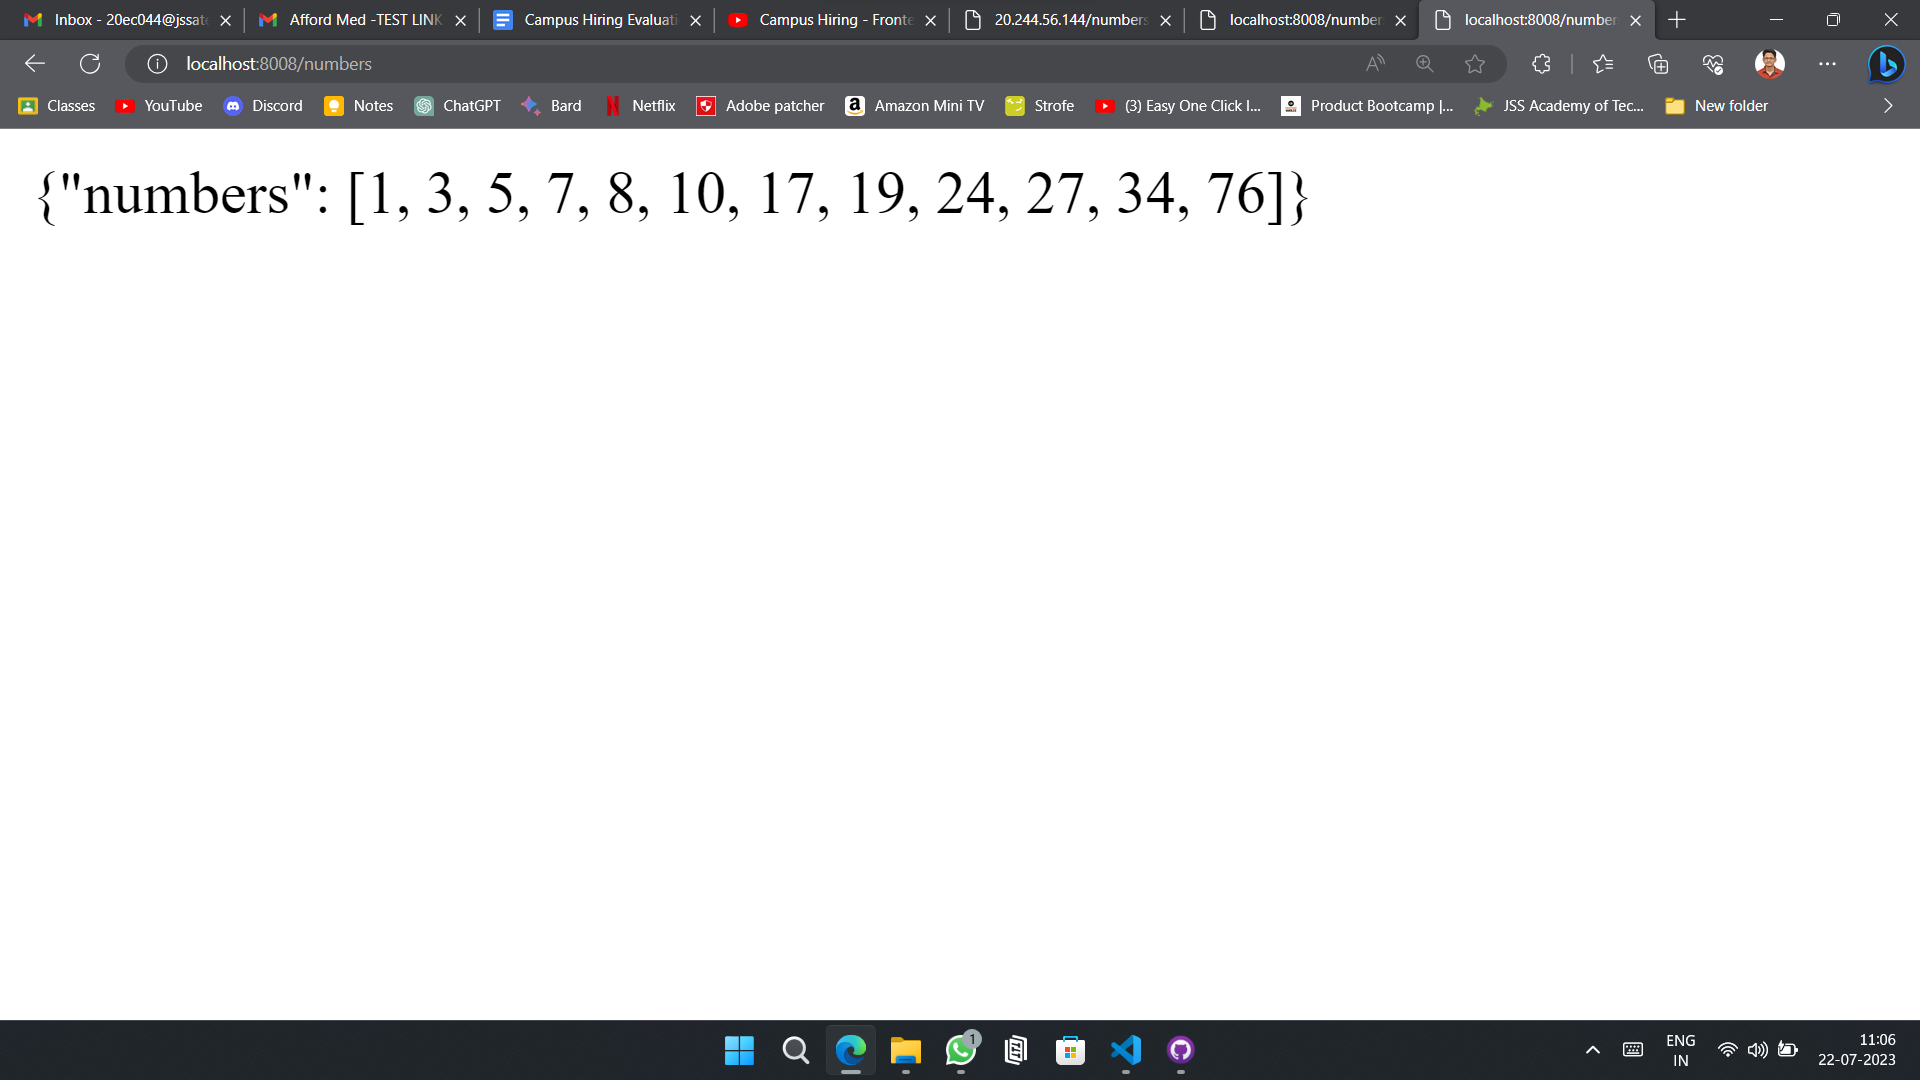 Inbox - 20ec044@jssate
Afford Med -TEST LINK
Campus Hiring Evaluati
Campus Hiring - Fronte
20.244.56.144/numbers
localhost:8008/number
localhost:8008/number
localhost:8008/numbers
Classes
YouTube
Discord
Notes
ChatGPT
Bard
Netflix
Adobe patcher
Amazon Mini TV
Strofe
(3) Easy One Click I...
Product Bootcamp |...
JSS Academy of Tec...
New folder
{"numbers": [1, 3, 5, 7, 8, 10, 17, 19, 24, 27, 34, 76]}
1
ENG
IN
11:06
22-07-2023